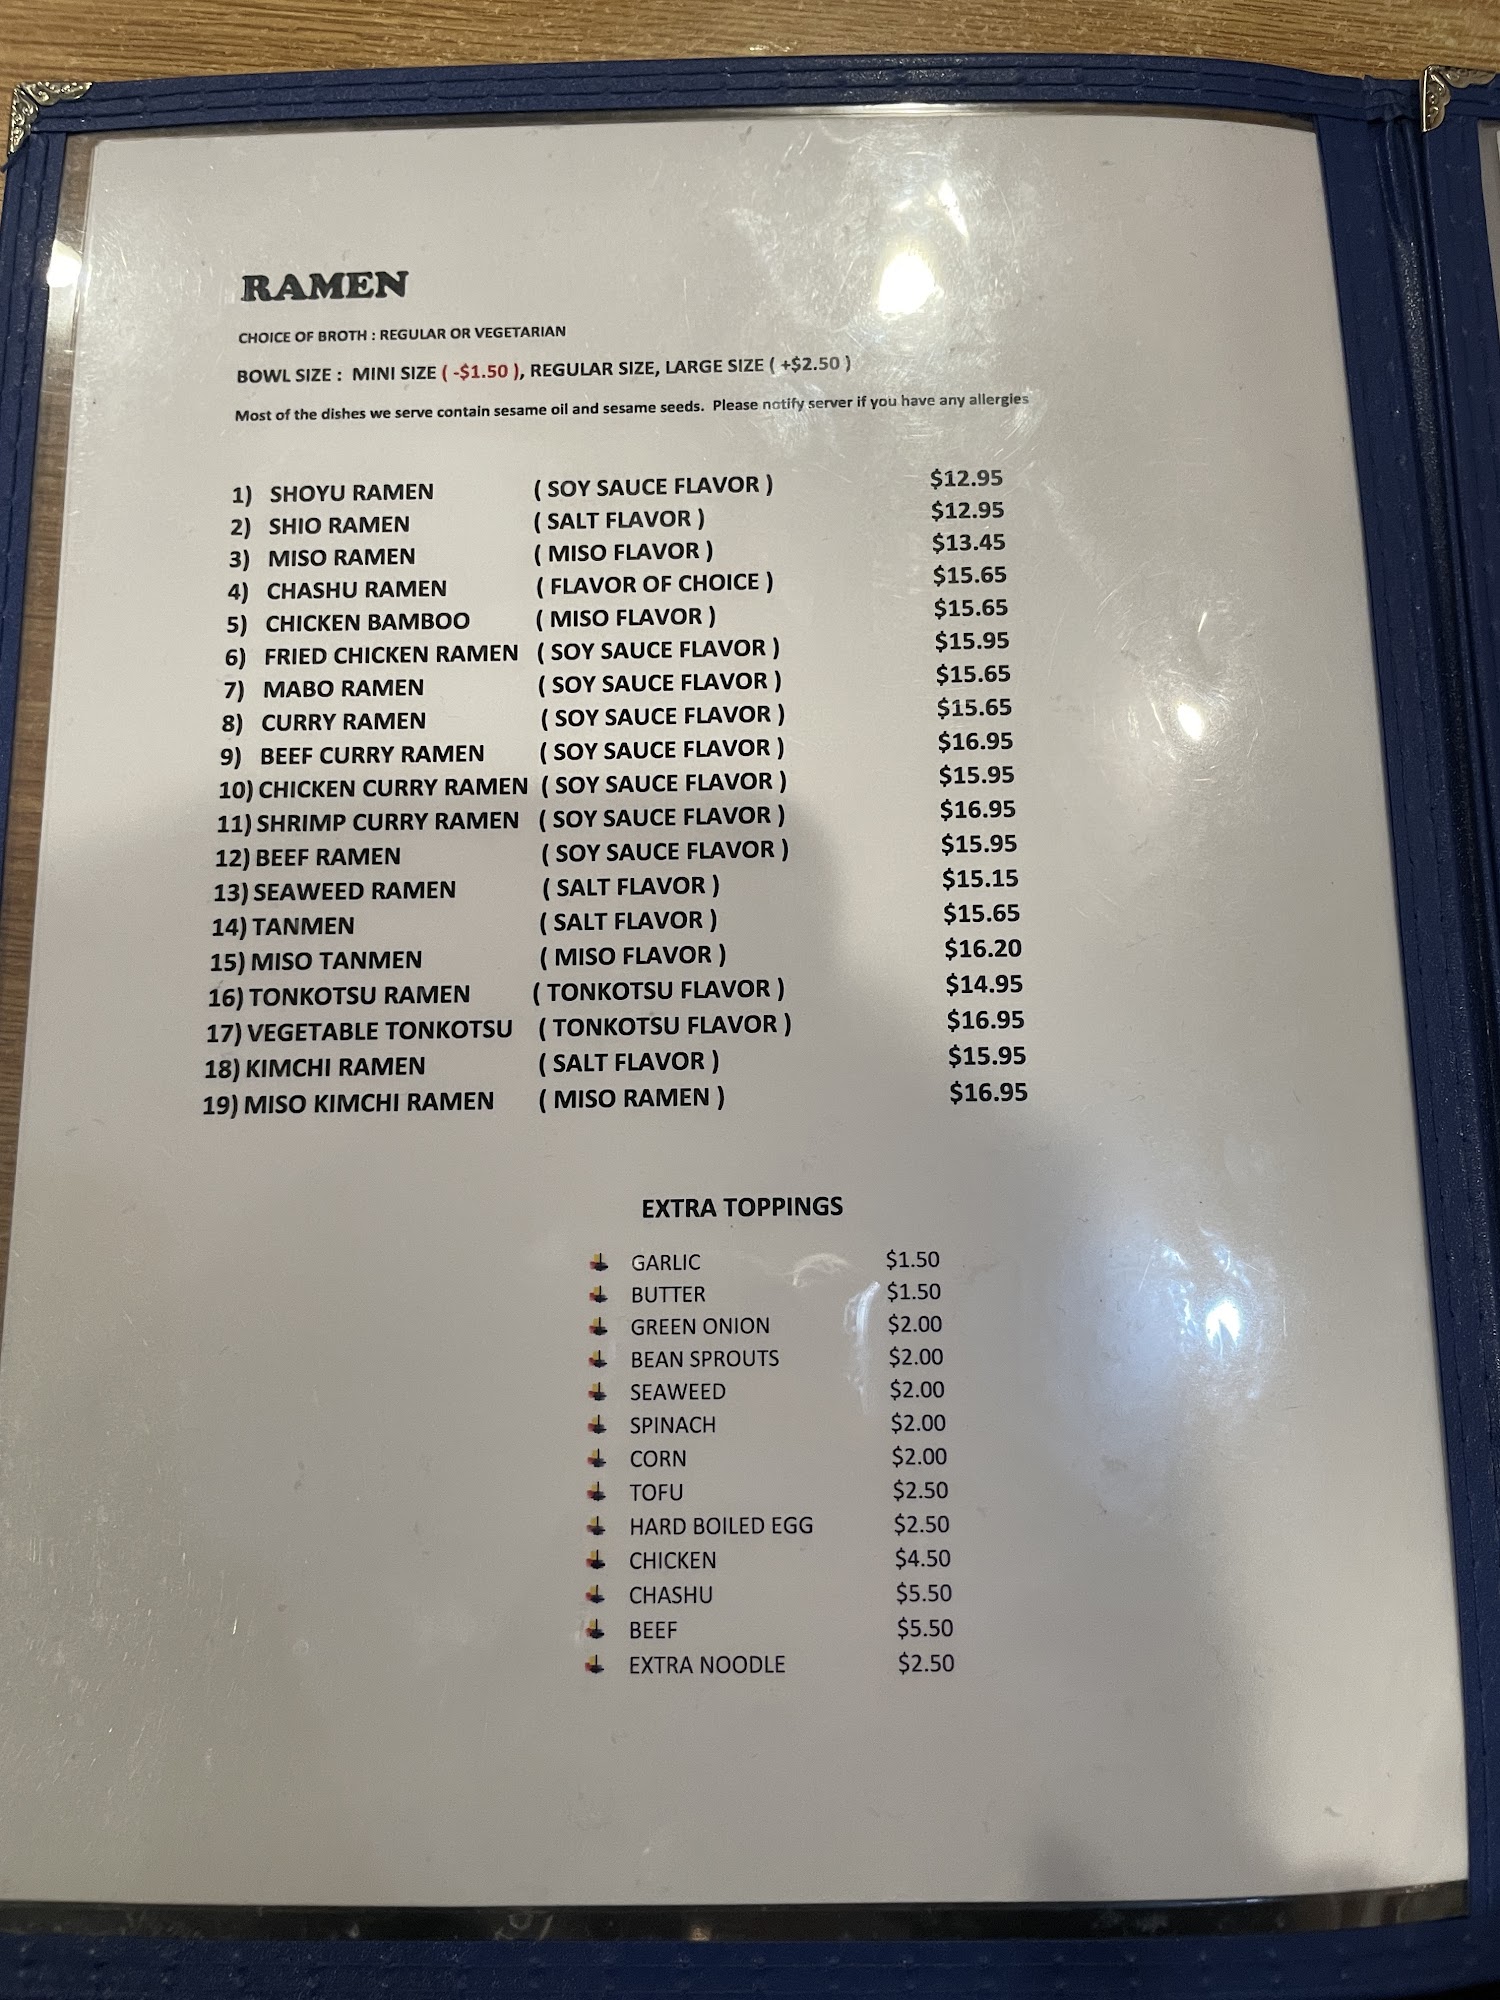 RAMEN
CHOICE OF BROTH : REGULAR OR VEGETARIAN
BOWL SIZE : MINI SIZE ( -$1.50 ), REGULAR SIZE, LARGE SIZE ( +$2.50 )
Most of the dishes we serve contain sesame oil and sesame seeds. Please notify server if you have any allergies
1) SHOYU RAMEN ( SOY SAUCE FLAVOR ) $12.95
2) SHIO RAMEN ( SALT FLAVOR ) $12.95
3) MISO RAMEN ( MISO FLAVOR ) $13.45
4) CHASHU RAMEN ( FLAVOR OF CHOICE ) $15.65
5) CHICKEN BAMBOO ( MISO FLAVOR ) $15.65
6) FRIED CHICKEN RAMEN ( SOY SAUCE FLAVOR ) $15.95
7) MABO RAMEN ( SOY SAUCE FLAVOR ) $15.65
8) CURRY RAMEN ( SOY SAUCE FLAVOR ) $15.65
9) BEEF CURRY RAMEN ( SOY SAUCE FLAVOR ) $16.95
10) CHICKEN CURRY RAMEN ( SOY SAUCE FLAVOR ) $15.95
11) SHRIMP CURRY RAMEN ( SOY SAUCE FLAVOR ) $16.95
12) BEEF RAMEN ( SOY SAUCE FLAVOR ) $15.95
13) SEAWEED RAMEN ( SALT FLAVOR ) $15.15
14) TANMEN ( SALT FLAVOR ) $15.65
15) MISO TANMEN ( MISO FLAVOR ) $16.20
16) TONKOTSU RAMEN ( TONKOTSU FLAVOR ) $14.95
17) VEGETABLE TONKOTSU ( TONKOTSU FLAVOR ) $16.95
18) KIMCHI RAMEN ( SALT FLAVOR ) $15.95
19) MISO KIMCHI RAMEN ( MISO RAMEN ) $16.95
EXTRA TOPPINGS
GARLIC $1.50
BUTTER $1.50
GREEN ONION $2.00
BEAN SPROUTS $2.00
SEAWEED $2.00
SPINACH $2.00
CORN $2.00
TOFU $2.50
HARD BOILED EGG $2.50
CHICKEN $4.50
CHASHU $5.50
BEEF $5.50
EXTRA NOODLE $2.50